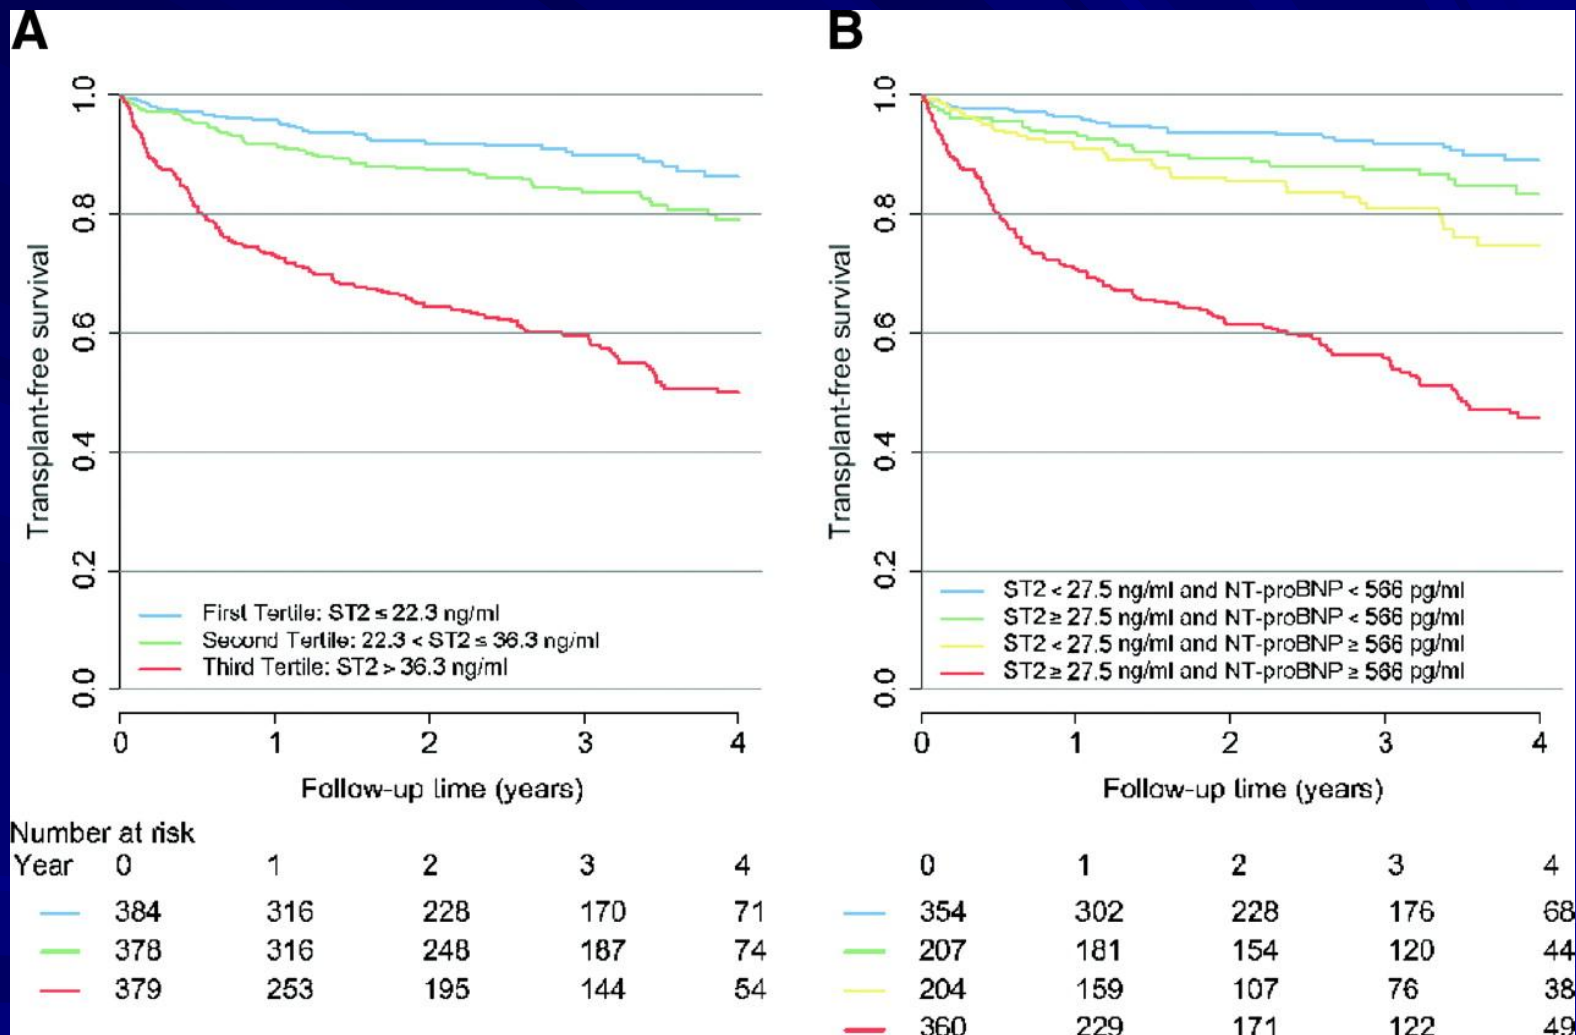 A
1.0
0.8
0.6
0.4
0.2
0.0
Transplant-free survival
First Tertile: ST2 ≤ 22.3 ng/ml
Second Tertile: 22.3 < ST2 ≤ 36.3 ng/ml
Third Tertile: ST2 > 36.3 ng/ml
0 1 2 3 4
Follow-up time (years)
Number at risk
Year 0 1 2 3 4
384 316 228 170 71
378 316 248 187 74
379 253 195 144 54
B
1.0
0.8
0.6
0.4
0.2
0.0
Transplant-free survival
ST2 < 27.5 ng/ml and NT-proBNP < 566 pg/ml
ST2 ≥ 27.5 ng/ml and NT-proBNP < 566 pg/ml
ST2 < 27.5 ng/ml and NT-proBNP ≥ 566 pg/ml
ST2 ≥ 27.5 ng/ml and NT-proBNP ≥ 566 pg/ml
0 1 2 3 4
Follow-up time (years)
0 1 2 3 4
354 302 228 176 68
207 181 154 120 44
204 159 107 76 38
360 229 171 122 49